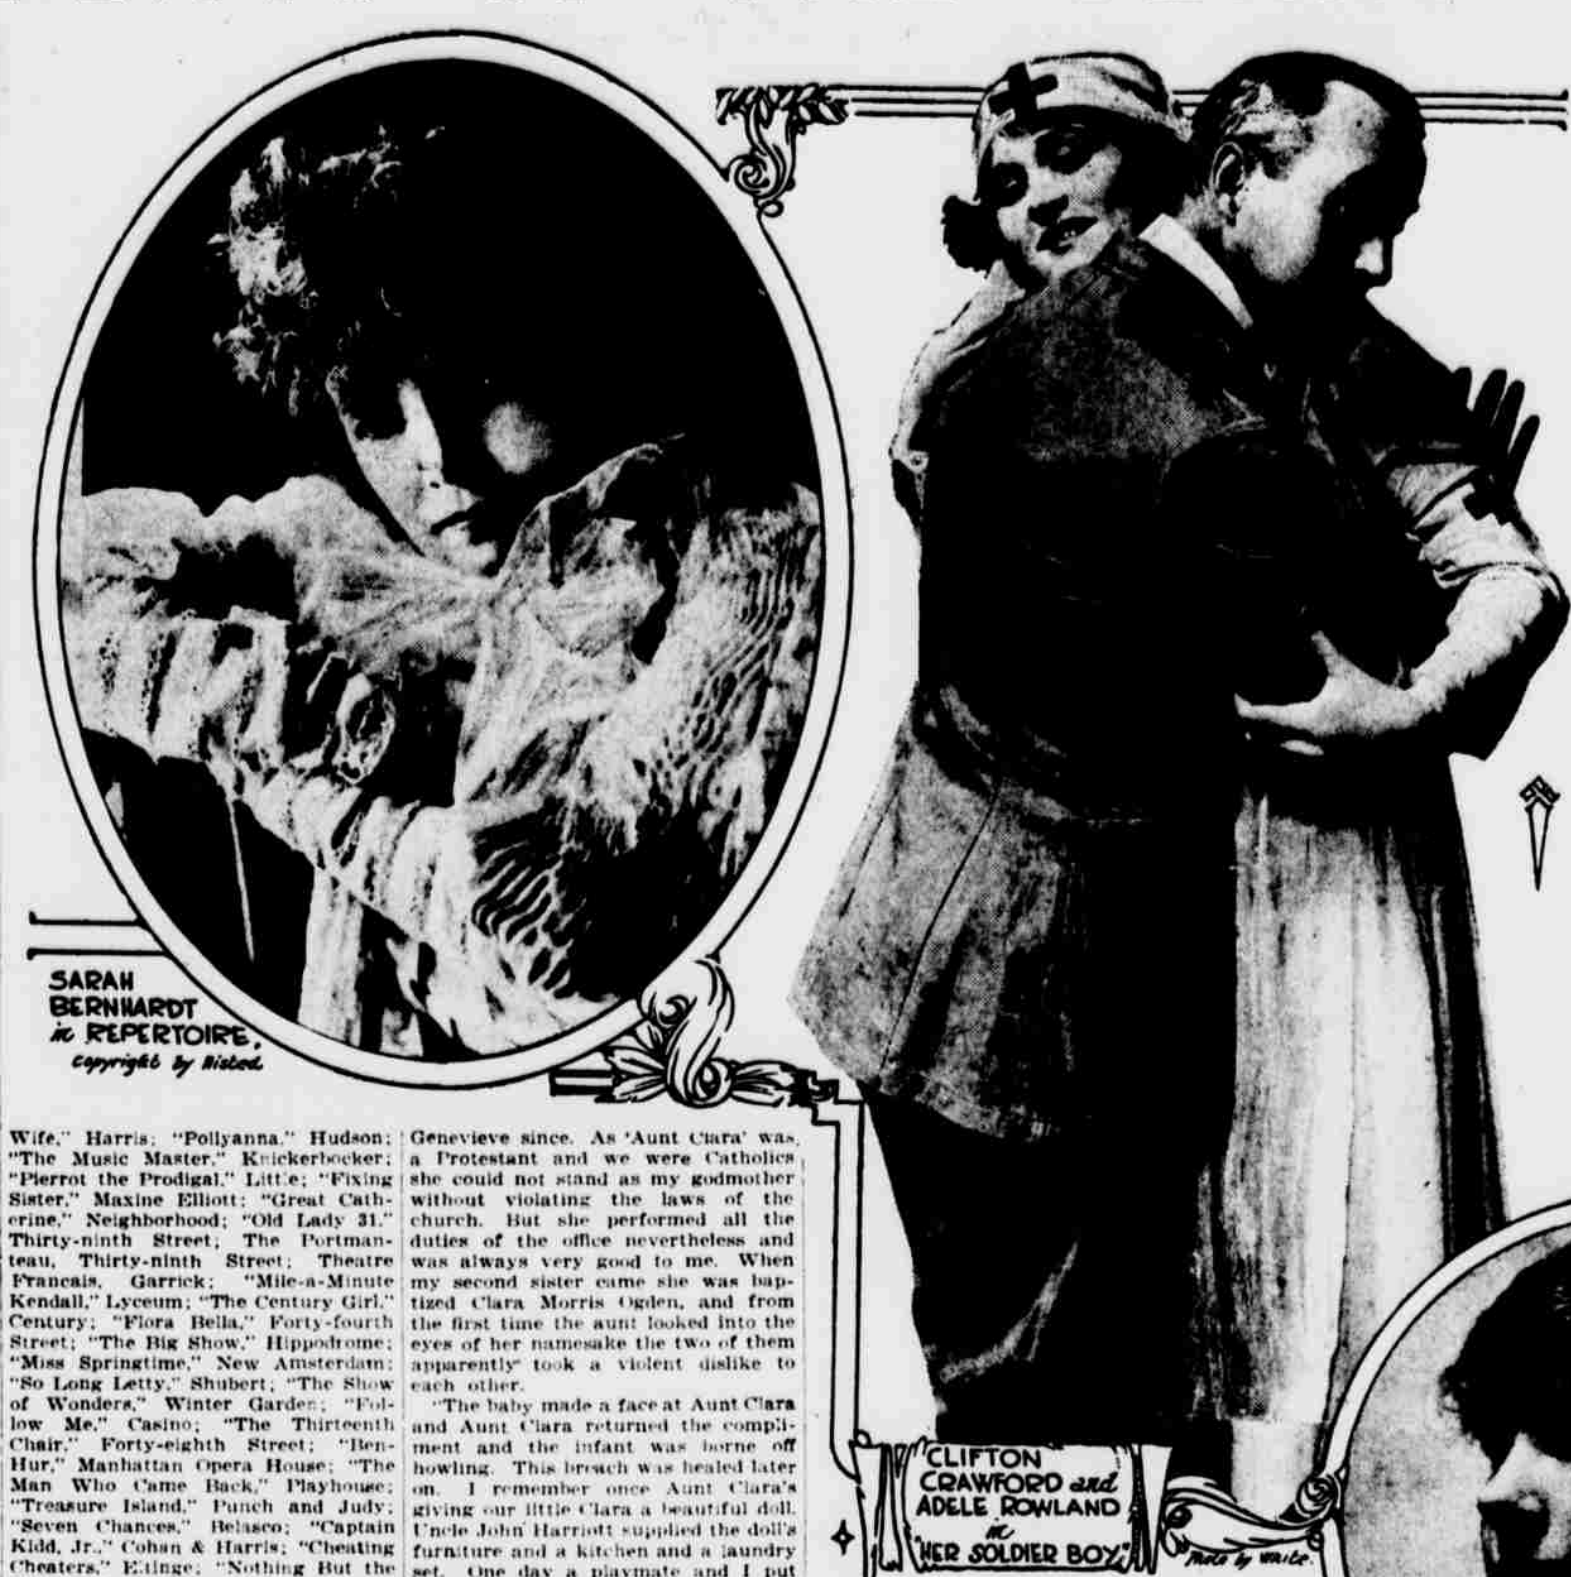 SARAH
BERNHARDT
in REPERTOIRE.
Copyright by Bisted
Wife," Harris; "Pollyanna," Hudson;
"The Music Master," Knickerbocker;
"Pierrot the Prodigal," Little; "Fixing
Sister," Maxine Elliott; "Great Cath-
erine," Neighborhood; "Old Lady 31,"
Thirty-ninth Street; The Portman-
teau, Thirty-ninth Street; Theatre
Francais, Garrick; "Mile-a-Minute
Kendall," Lyceum; "The Century Girl,"
Century; "Flora Bella," Forty-fourth
Street; "The Big Show," Hippodrome;
"Miss Springtime," New Amsterdam;
"So Long Letty," Shubert; "The Show
of Wonders," Winter Garden; "Fol-
low Me," Casino; "The Thirteenth
Chair," Forty-eighth Street; "Ben-
Hur," Manhattan Opera House; "The
Man Who Came Back," Playhouse;
"Treasure Island," Punch and Judy;
"Seven Chances," Belasco; "Captain
Kidd, Jr.," Cohan & Harris; "Cheating
Cheaters," Eltinge; "Nothing But the
Genevieve since. As 'Aunt Clara' was
a Protestant and we were Catholics
she could not stand as my godmother
without violating the laws of the
church. But she performed all the
duties of the office nevertheless and
was always very good to me. When
my second sister came she was bap-
tized Clara Morris Ogden, and from
the first time the aunt looked into the
eyes of her namesake the two of them
apparently took a violent dislike to
each other.
"The baby made a face at Aunt Clara
and Aunt Clara returned the compli-
ment and the infant was borne off
howling. This breach was healed later
on. I remember once Aunt Clara's
giving our little Clara a beautiful doll.
Uncle John Harriott supplied the doll's
furniture and a kitchen and a laundry
set. One day a playmate and I put
CLIFTON
CRAWFORD and
ADELE ROWLAND
in
"HER SOLDIER BOY."
Photo by White.